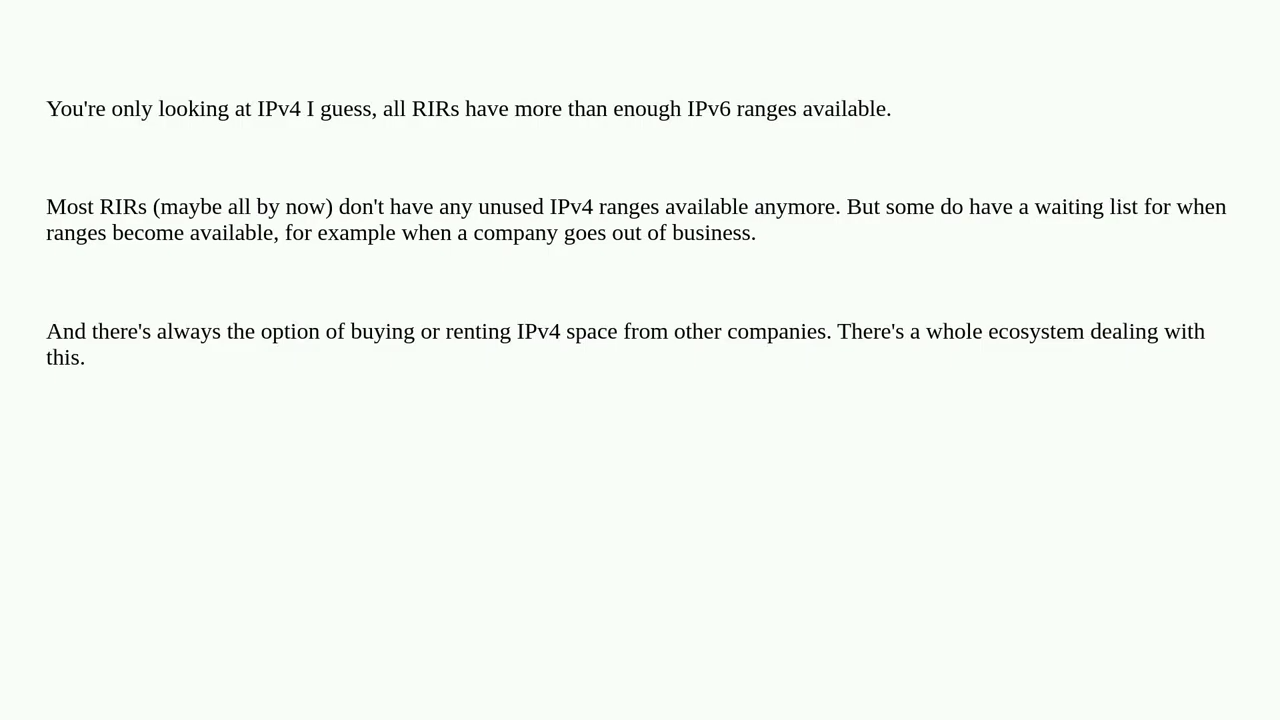 You're only looking at IPv4 I guess, all RIRs have more than enough IPv6 ranges available.
Most RIRs (maybe all by now) don't have any unused IPv4 ranges available anymore. But some do have a waiting list for when
ranges become available, for example when a company goes out of business.
And there's always the option of buying or renting IPv4 space from other companies. There's a whole ecosystem dealing with
this.